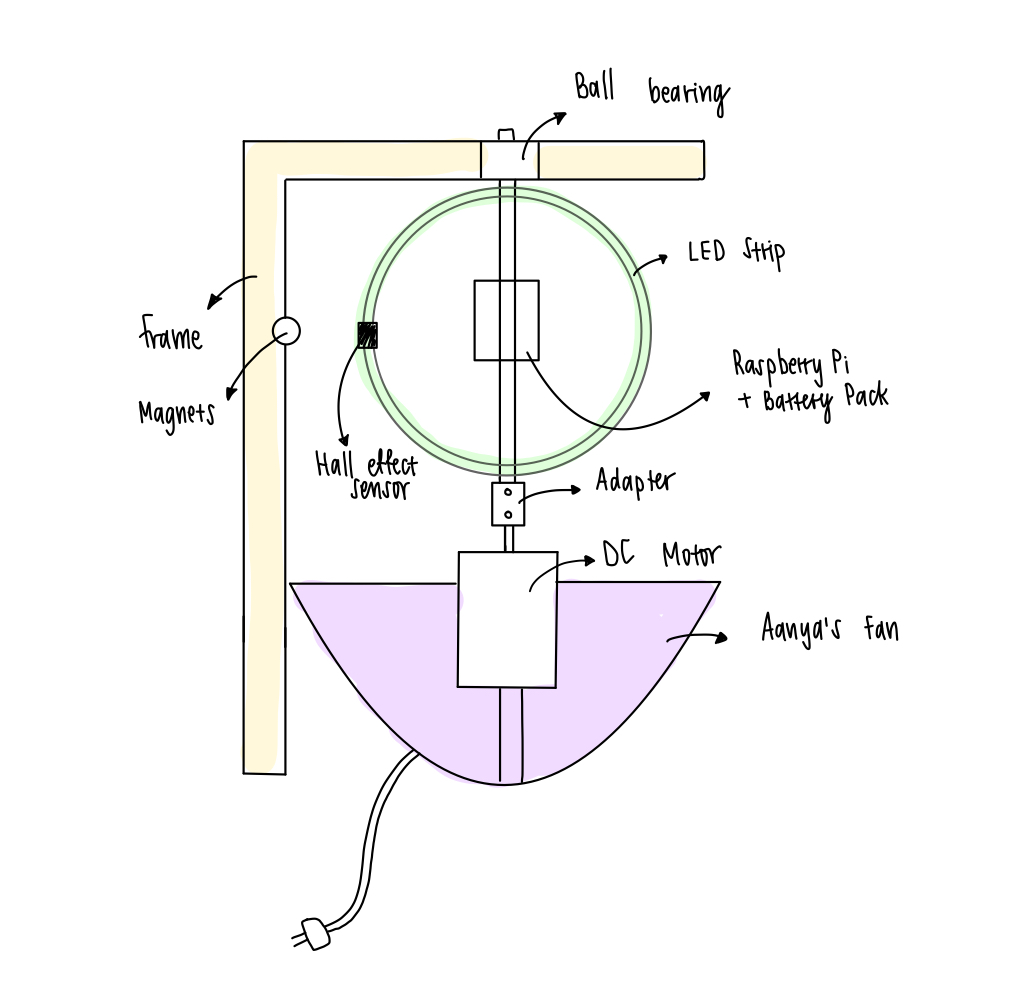 Ball bearing
LED Strip
frame
Magnets
Raspberry Pi
+ Battery Pack
Hall effect
sensor
Adapter
DC Motor
Aanya's fan